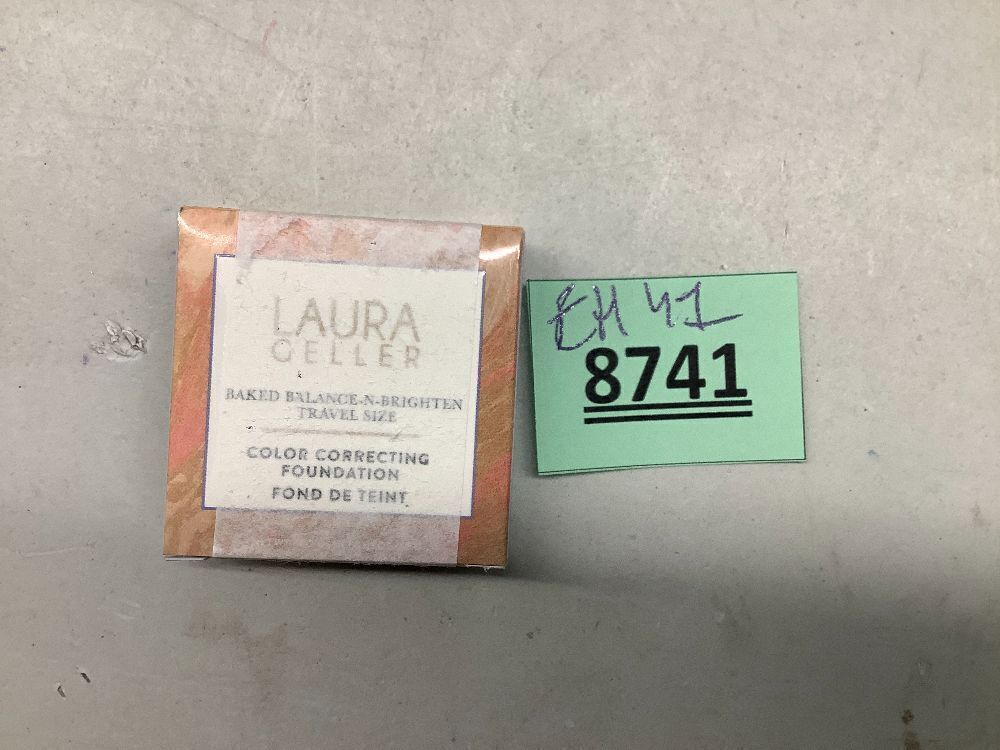 LAURA
GELLER
BAKED BALANCE-N-BRIGHTEN
TRAVEL SIZE
COLOR CORRECTING
FOUNDATION
FOND DE TEINT
EH 41
8741